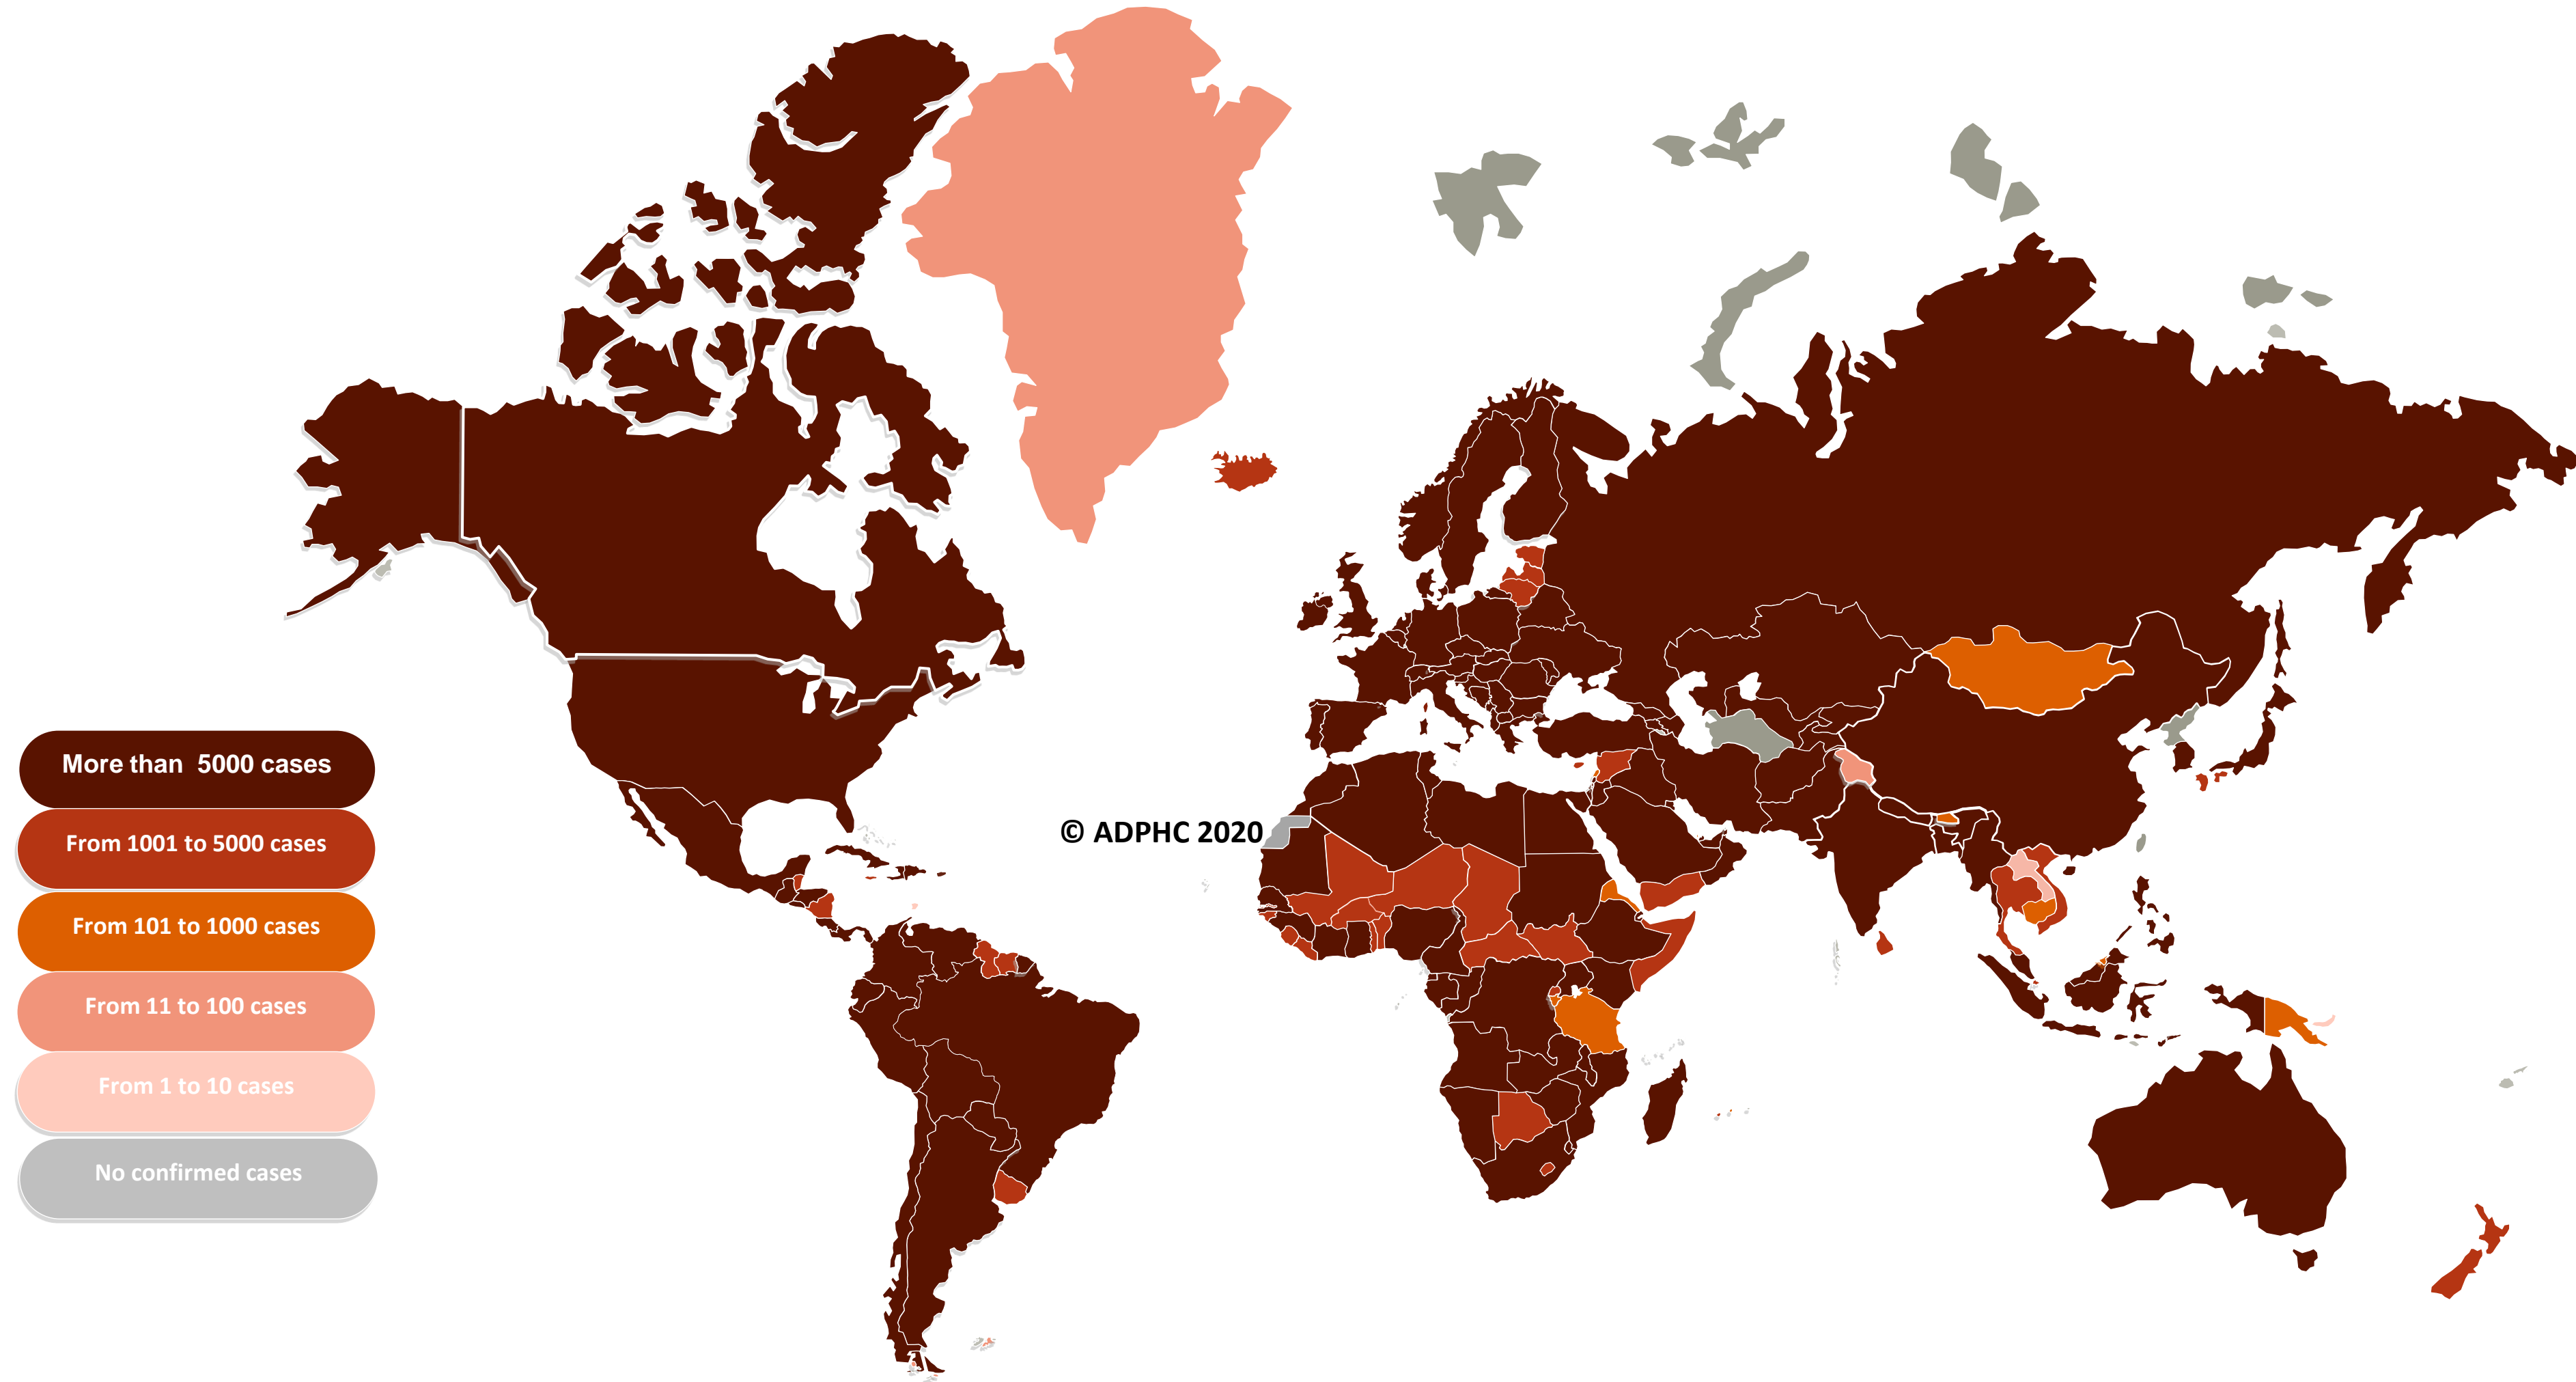 More than  5000 cases
From 1001 to 5000 cases
© ADPHC 2020
From 101 to 1000 cases
From 11 to 100 cases
From 1 to 10 cases
No confirmed cases